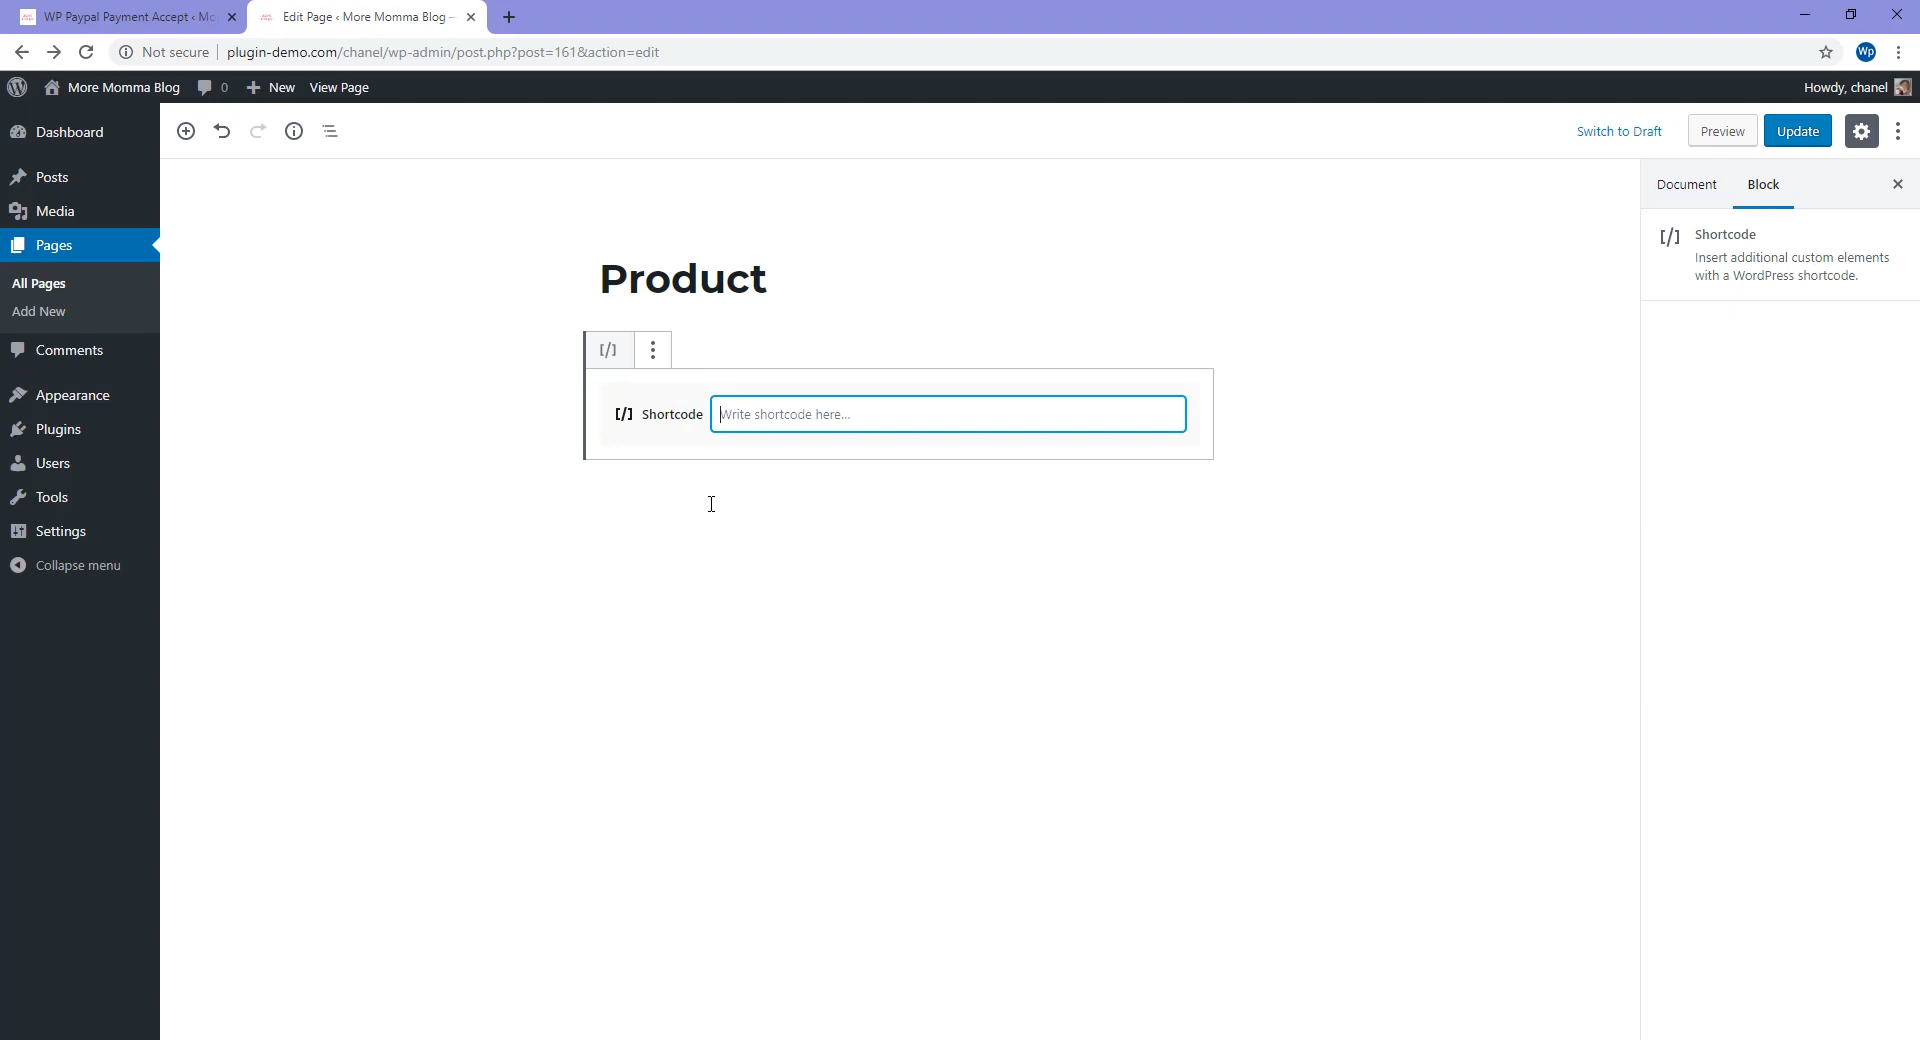 WP Paypal Payment Accept ‹ Mo
Edit Page ‹ More Momma Blog —
Not secure
plugin-demo.com/chanel/wp-admin/post.php?post=161&action=edit
Wp
More Momma Blog
0
New
View Page
Howdy, chanel
Dashboard
Posts
Media
Pages
All Pages
Add New
Comments
Appearance
Plugins
Users
Tools
Settings
Collapse menu
Switch to Draft
Preview
Update
Product
[/]
[/] Shortcode
Write shortcode here...
Document
Block
[/] Shortcode
Insert additional custom elements
with a WordPress shortcode.